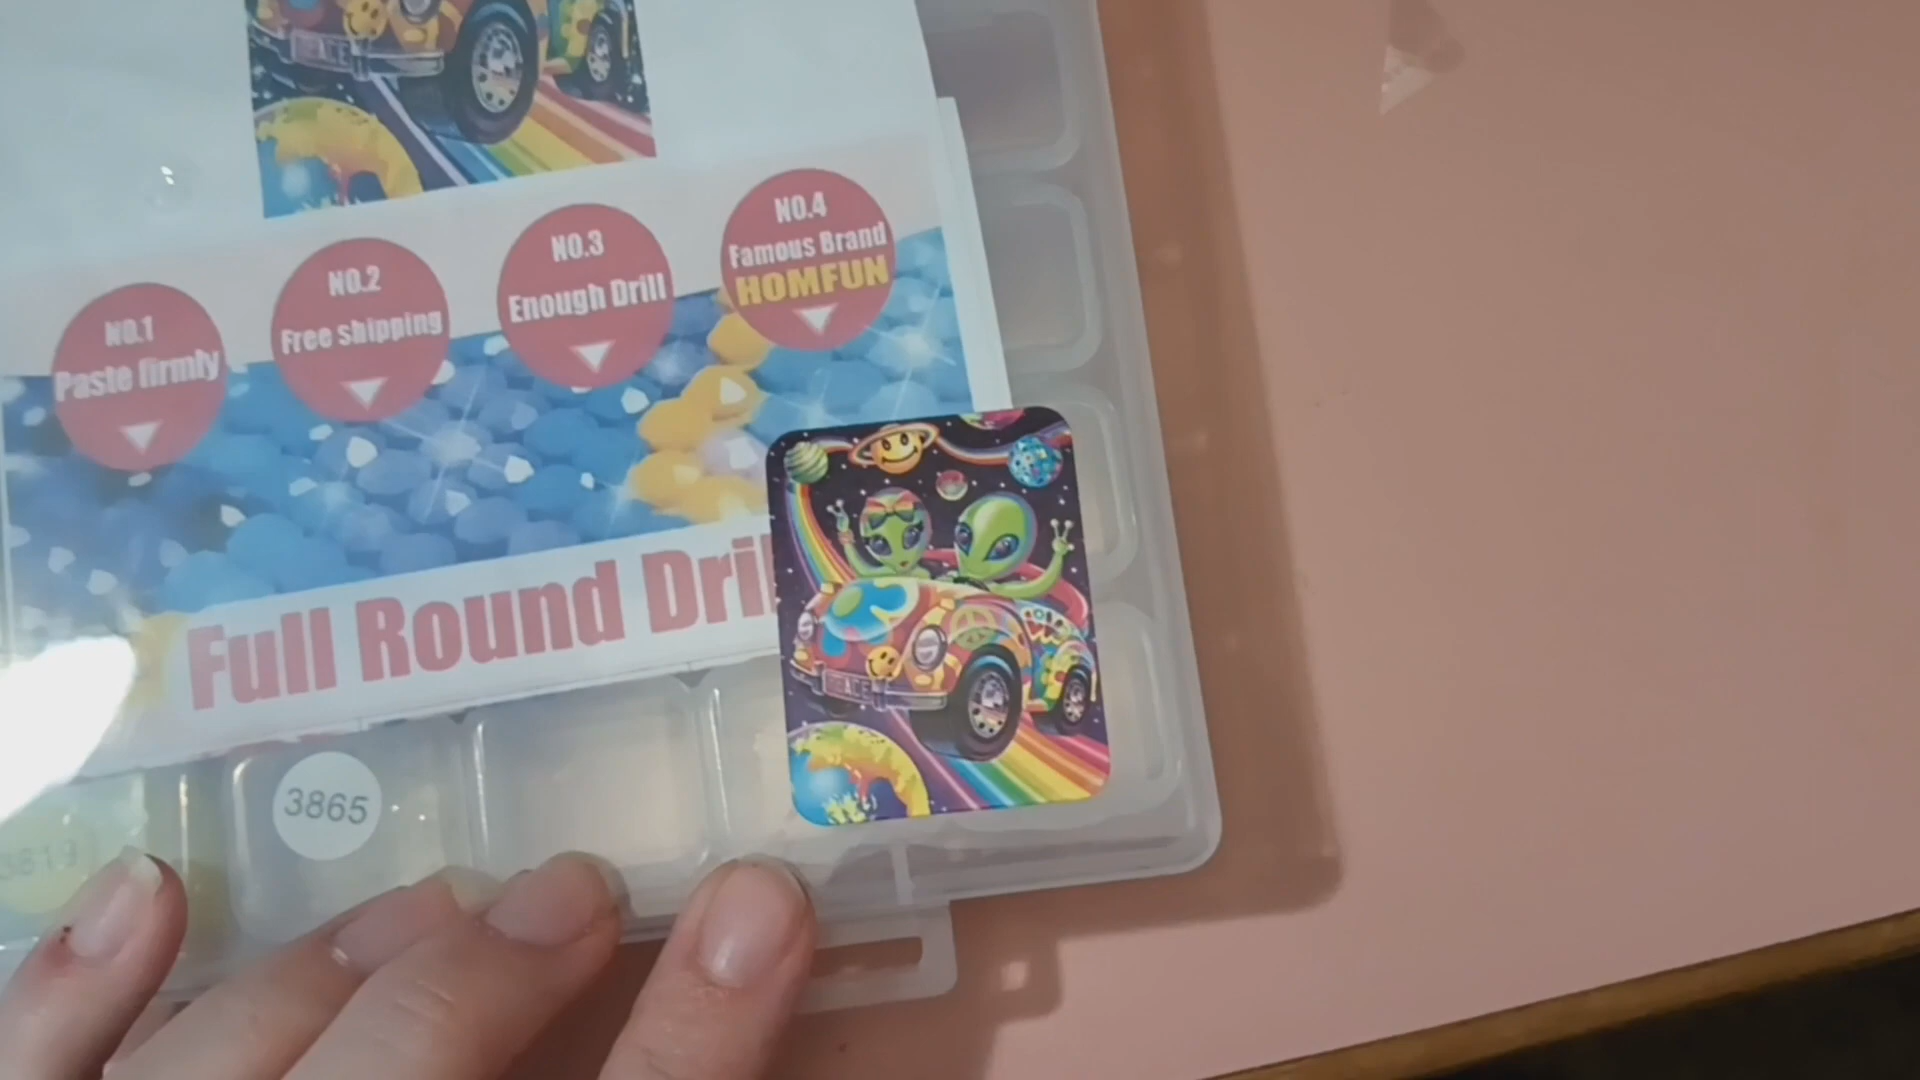 NO.1
Paste firmly
NO.2
Free shipping
NO.3
Enough Drill
NO.4
Famous Brand
HOMFUN
Full Round Dril
3865
3819